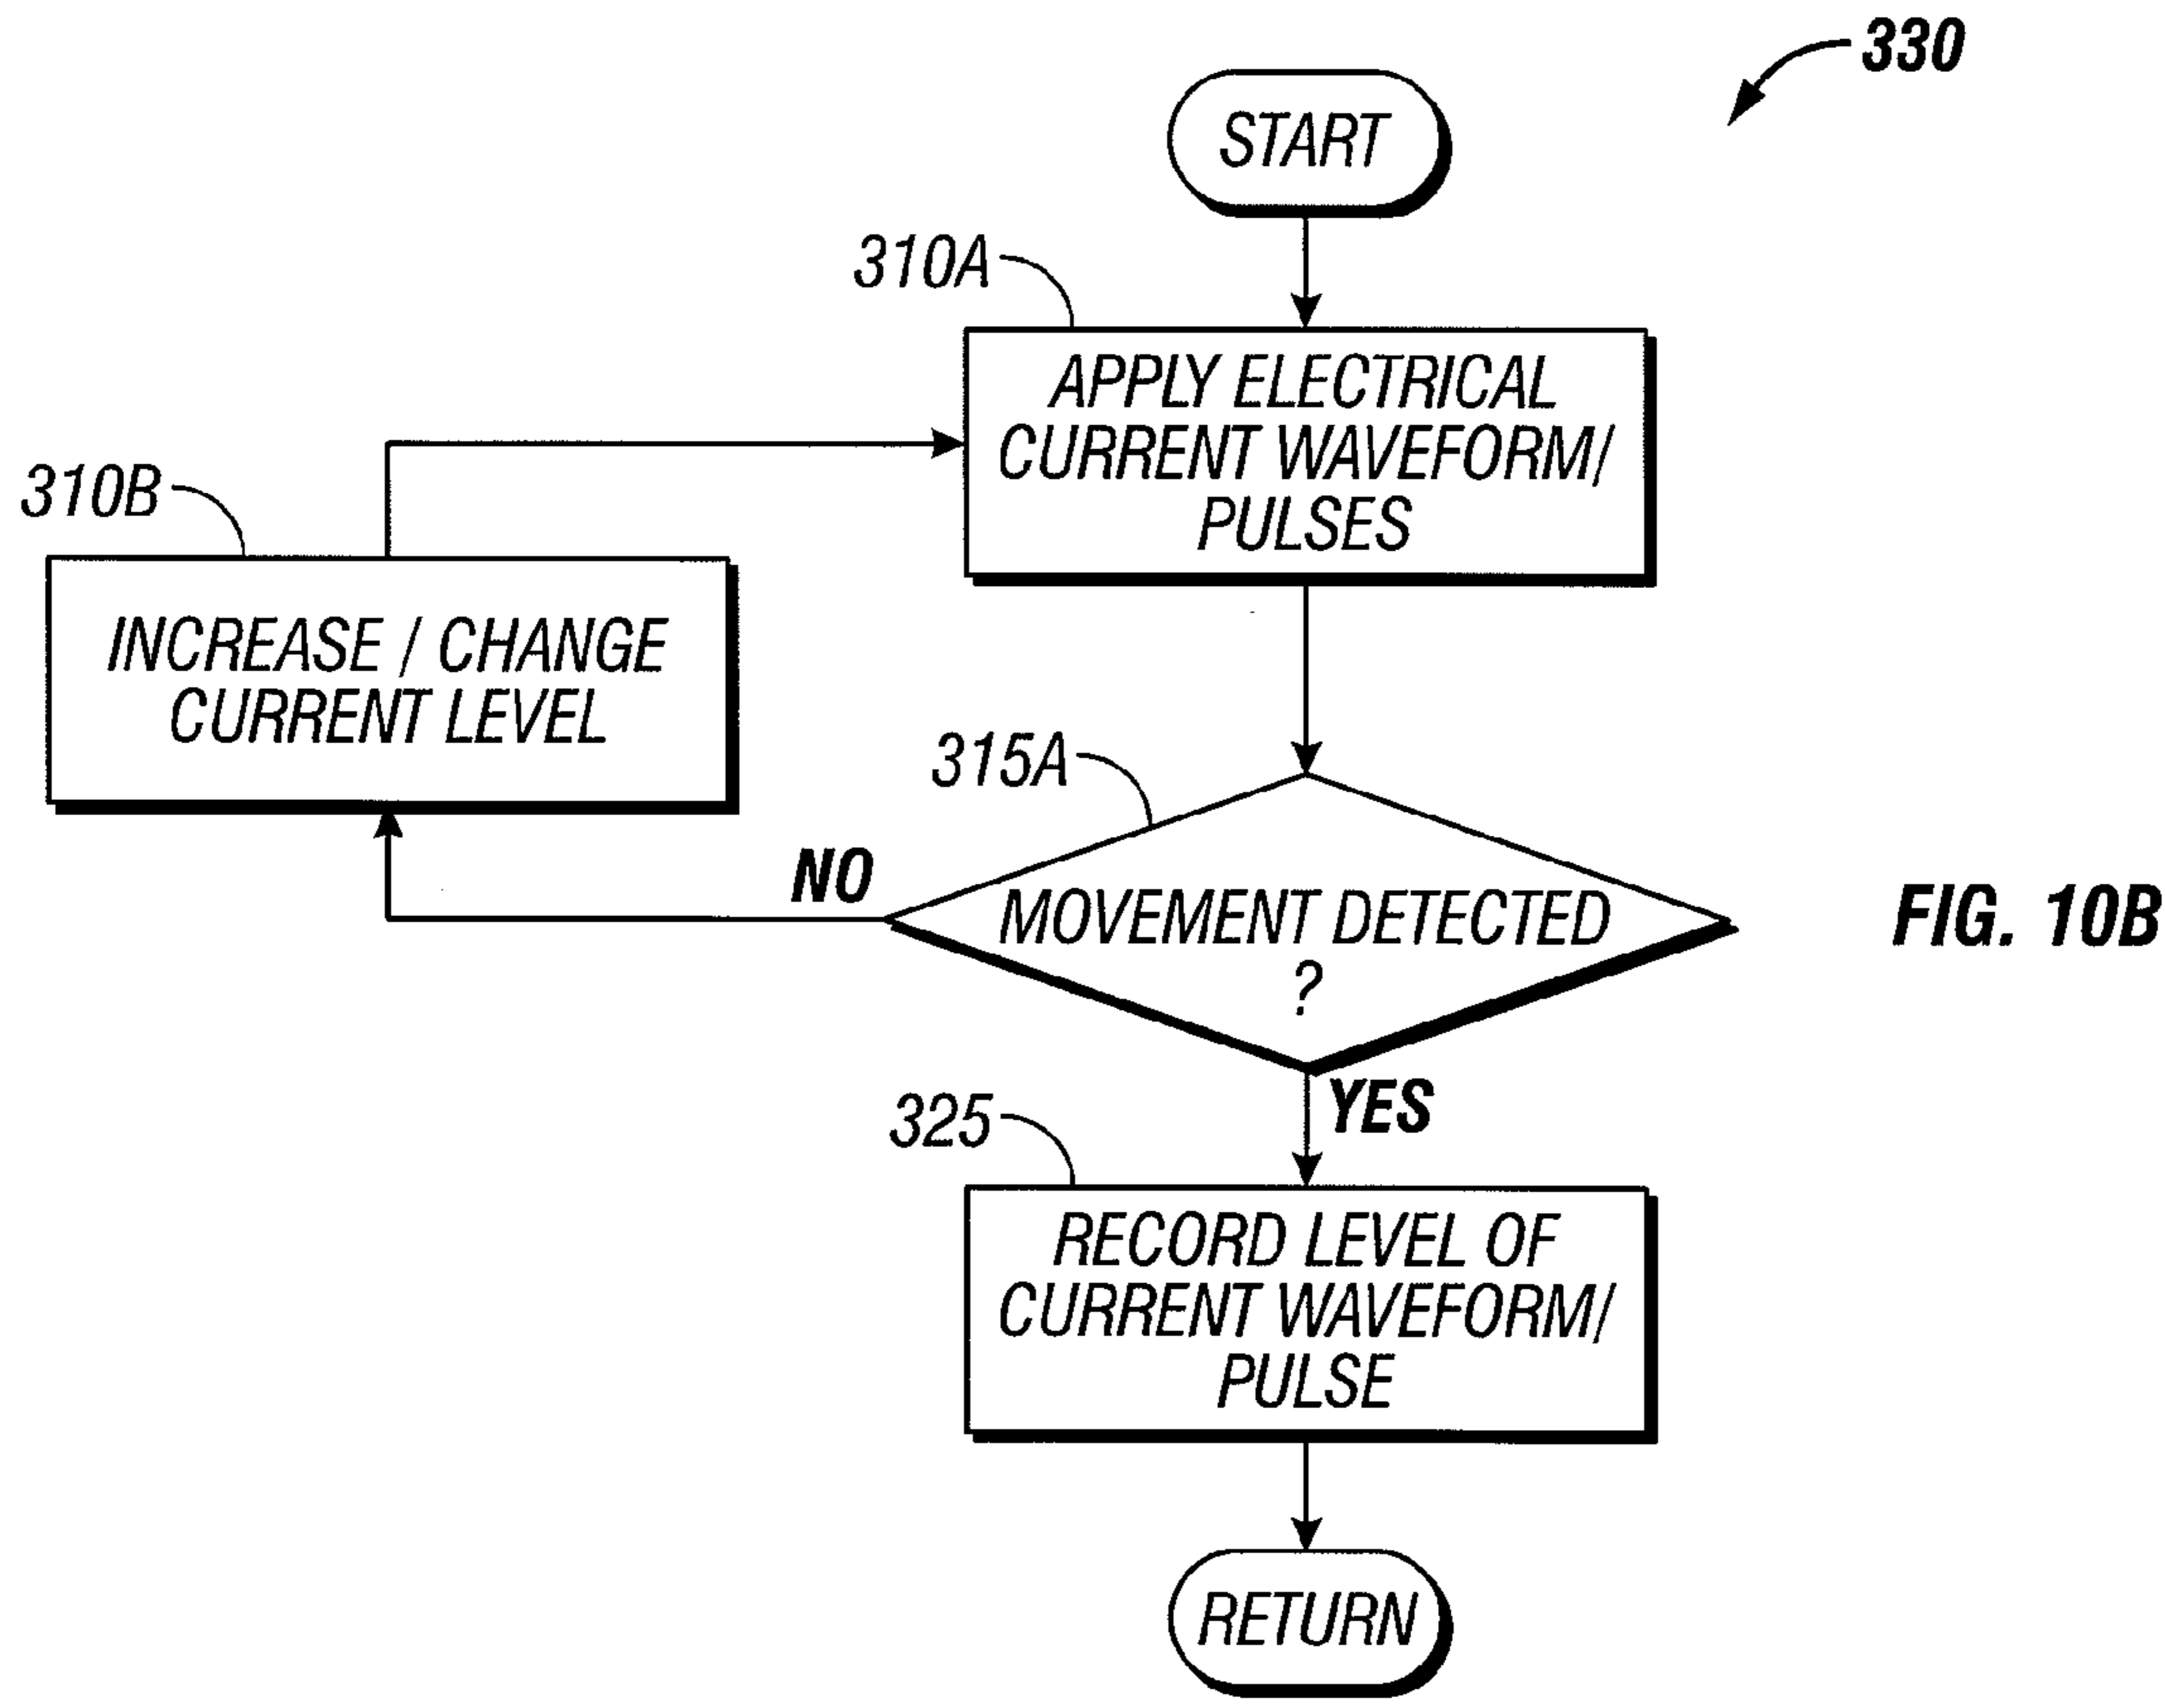 330
START
310A
APPLY ELECTRICAL
CURRENT WAVEFORM/
PULSES
310B
INCREASE / CHANGE
CURRENT LEVEL
315A
NO
MOVEMENT DETECTED
?
FIG. 10B
YES
325
RECORD LEVEL OF
CURRENT WAVEFORM/
PULSE
RETURN